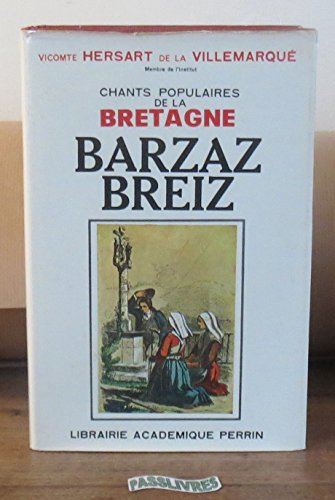 VICOMTE HERSART DE LA VILLEMARQUÉ
Membre de l'Institut
CHANTS POPULAIRES
DE LA
BRETAGNE
BARZAZ
BREIZ
LIBRAIRIE ACADEMIQUE PERRIN
PASSLIVRES